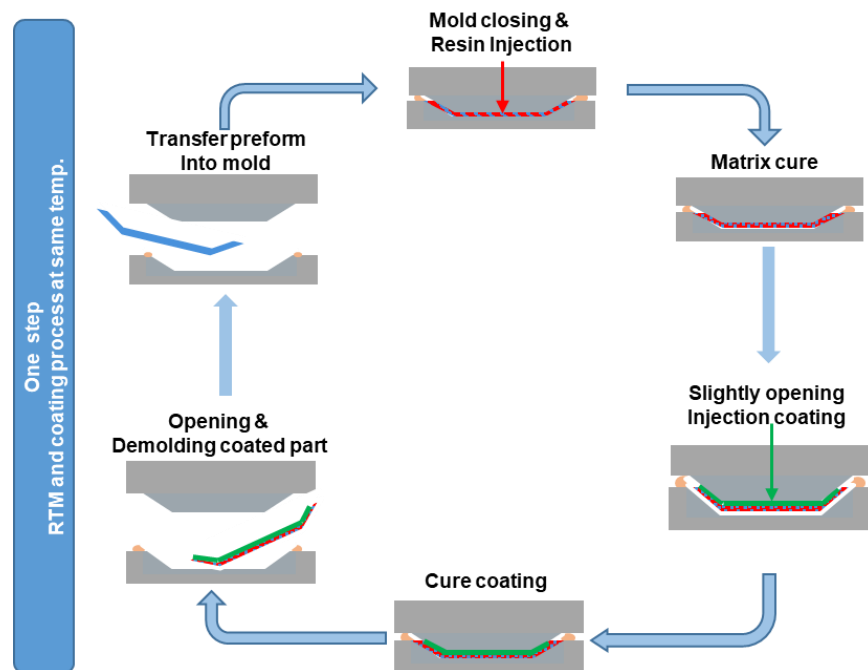 One step
RTM and coating process at same temp.
Mold closing &
Resin Injection
Matrix cure
Slightly opening
Injection coating
Cure coating
Opening &
Demolding coated part
Transfer preform
Into mold